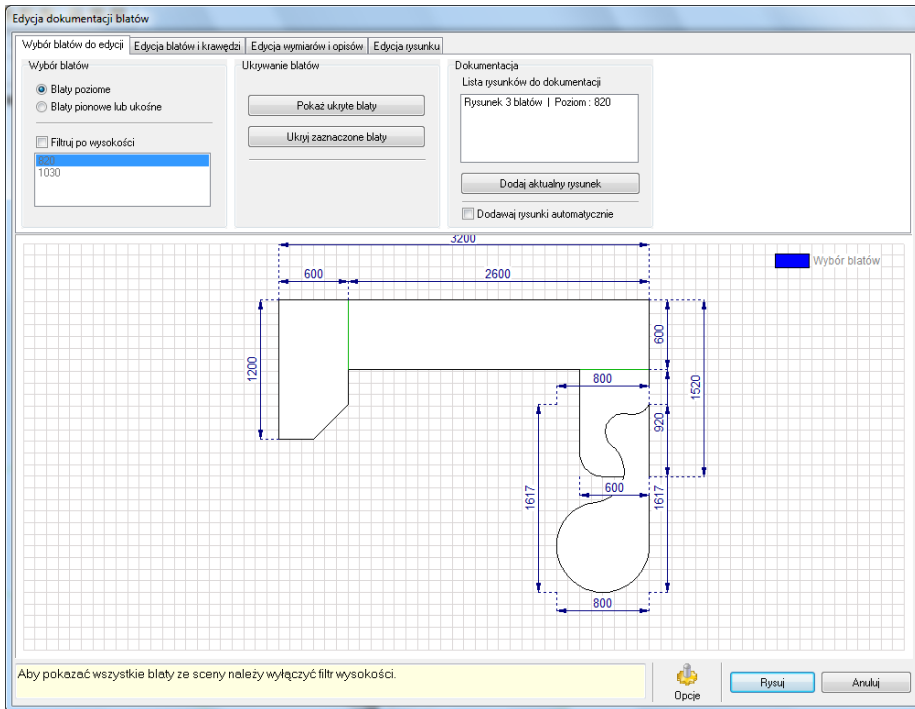 Edycja dokumentacji blatów
Wybór blatów do edycji
Edycja blatów i krawędzi
Edycja wymiarów i opisów
Edycja rysunku
Wybór blatów
Blaty poziome
Blaty pionowe lub ukośne
Filtruj po wysokości
820
1030
Ukrywanie blatów
Pokaż ukryte blaty
Ukryj zaznaczone blaty
Dokumentacja
Lista rysunków do dokumentacji
Rysunek 3 blatów | Poziom : 820
Dodaj aktualny rysunek
Dodawaj rysunki automatycznie
3200
Wybór blatów
600
2600
1200
600
1520
800
920
1617
600
1617
800
Aby pokazać wszystkie blaty ze sceny należy wyłączyć filtr wysokości.
Opcje
Rysuj
Anuluj